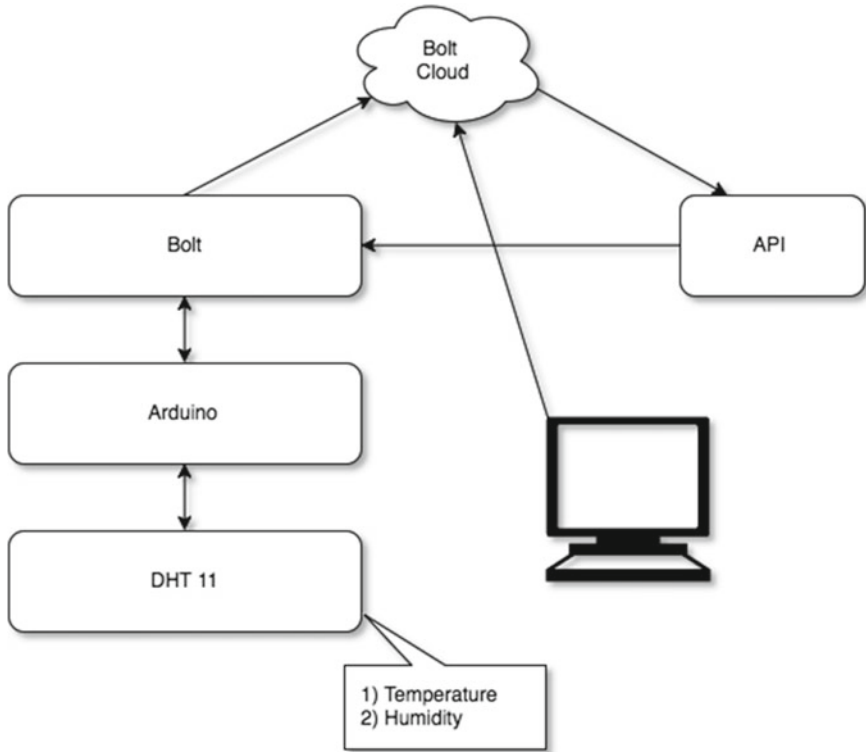 Bolt
Cloud
Bolt
API
Arduino
DHT 11
1) Temperature
2) Humidity